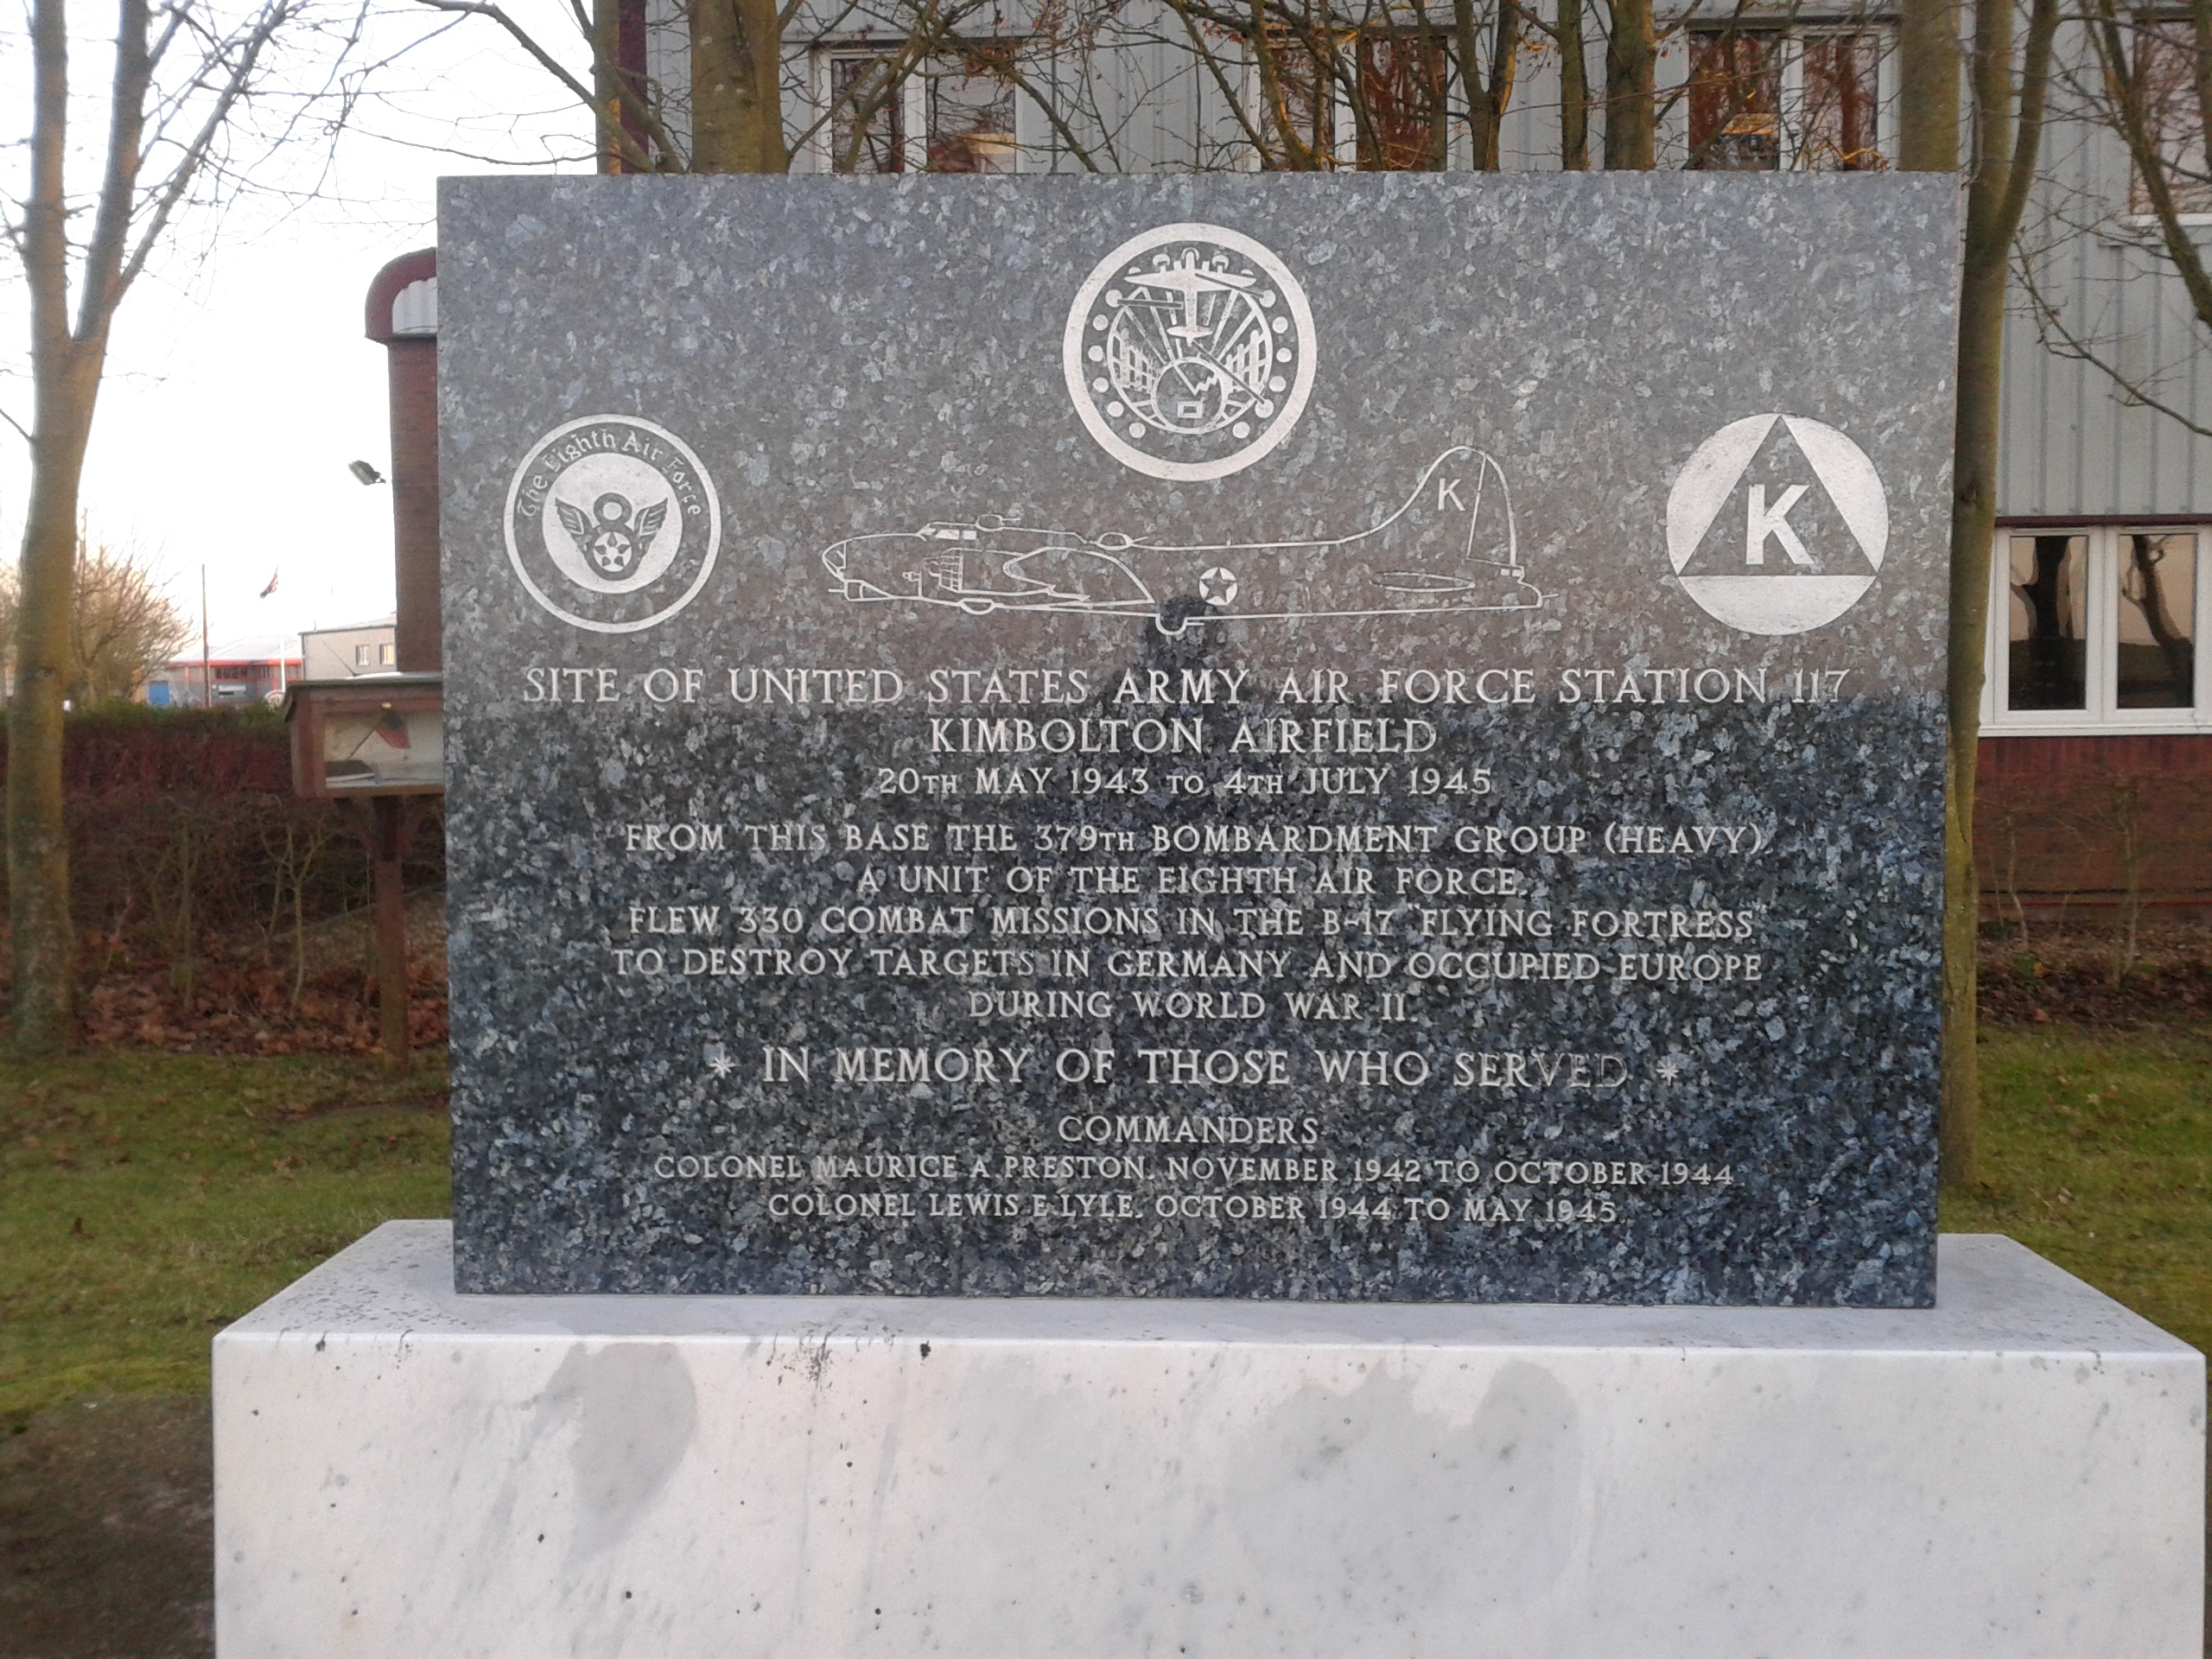 The Eighth Air Force
8
K
K
SITE OF UNITED STATES ARMY AIR FORCE STATION 117
KIMBOLTON AIRFIELD
20TH MAY 1943 TO 4TH JULY 1945
FROM THIS BASE THE 379TH BOMBARDMENT GROUP (HEAVY),
A UNIT OF THE EIGHTH AIR FORCE,
FLEW 330 COMBAT MISSIONS IN THE B-17 "FLYING FORTRESS"
TO DESTROY TARGETS IN GERMANY AND OCCUPIED EUROPE
DURING WORLD WAR II.
* IN MEMORY OF THOSE WHO SERVED *
COMMANDERS
COLONEL MAURICE A. PRESTON. NOVEMBER 1942 TO OCTOBER 1944
COLONEL LEWIS E. LYLE. OCTOBER 1944 TO MAY 1945